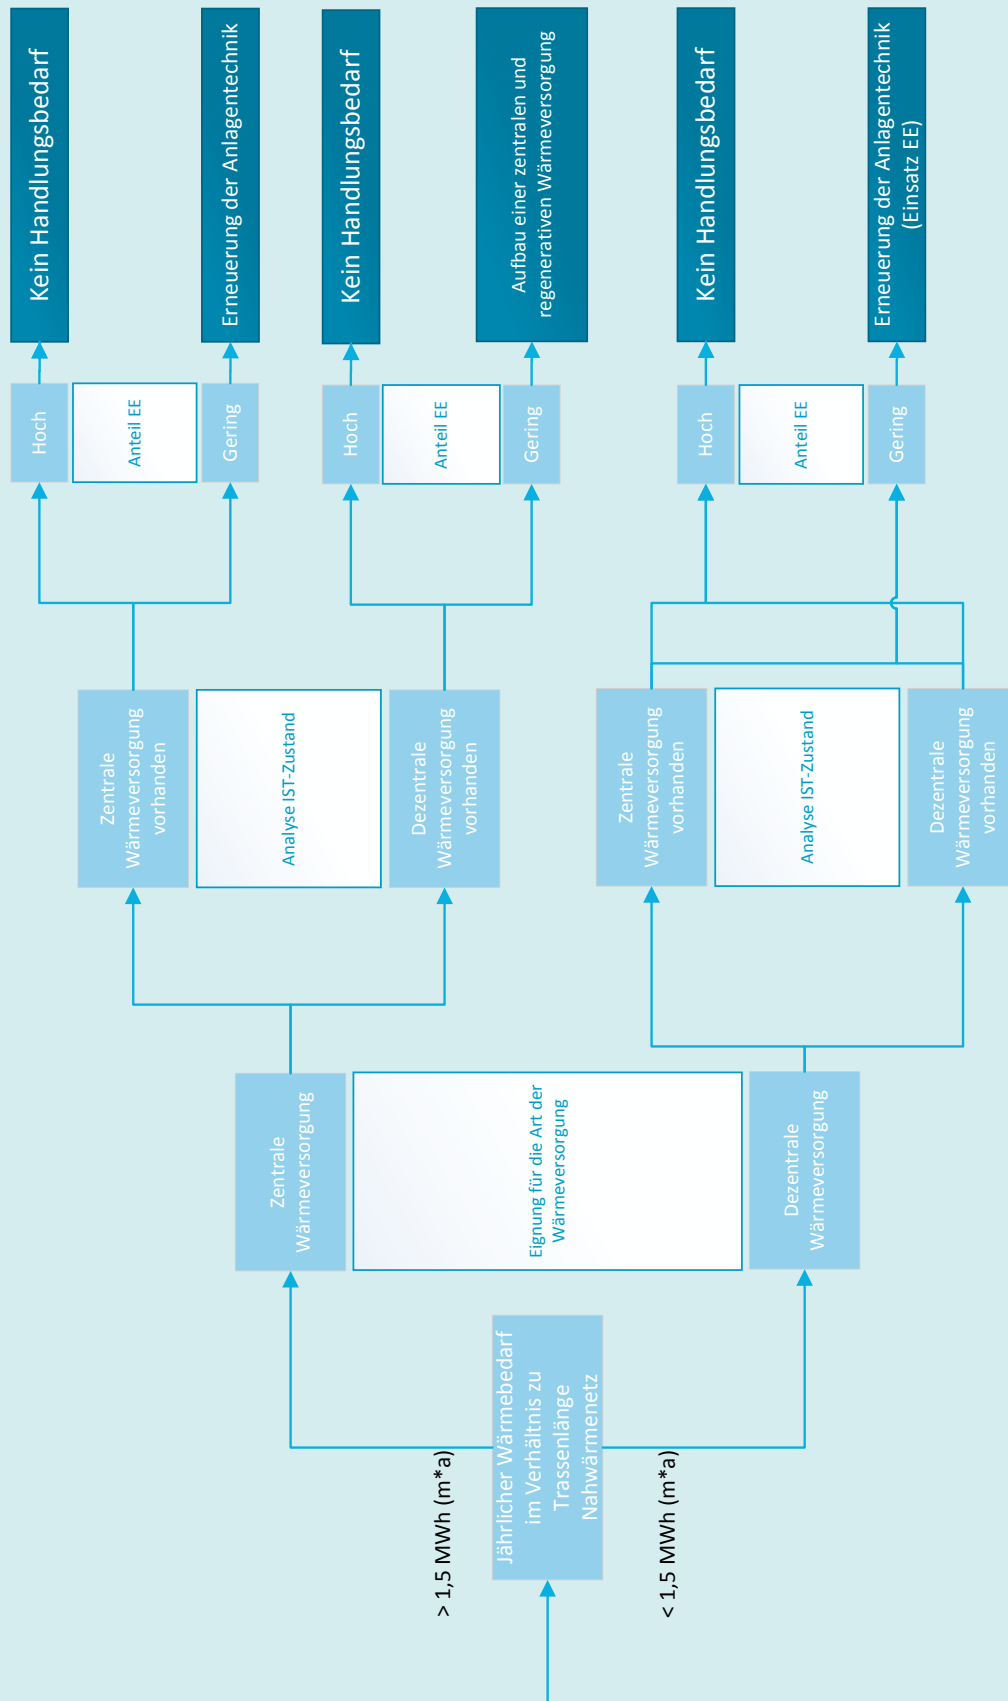 Jährlicher Wärmebedarf
im Verhältnis zu
Trassenlänge
Nahwärmenetz
> 1,5 MWh (m*a)
< 1,5 MWh (m*a)
Zentrale
Wärmeversorgung
Eignung für die Art der
Wärmeversorgung
Dezentrale
Wärmeversorgung
Zentrale
Wärmeversorgung
vorhanden
Analyse IST-Zustand
Dezentrale
Wärmeversorgung
vorhanden
Zentrale
Wärmeversorgung
vorhanden
Analyse IST-Zustand
Dezentrale
Wärmeversorgung
vorhanden
Hoch
Anteil EE
Gering
Hoch
Anteil EE
Gering
Hoch
Anteil EE
Gering
Kein Handlungsbedarf
Erneuerung der Anlagentechnik
Kein Handlungsbedarf
Aufbau einer zentralen und
regenerativen Wärmeversorgung
Kein Handlungsbedarf
Erneuerung der Anlagentechnik
(Einsatz EE)